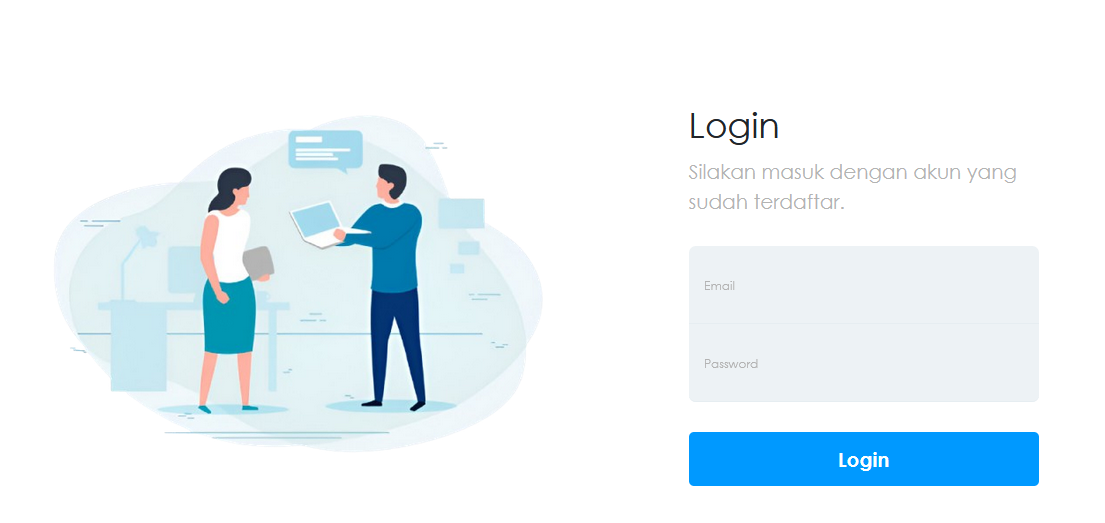 Login
Silakan masuk dengan akun yang
sudah terdaftar.
Email
Password
Login